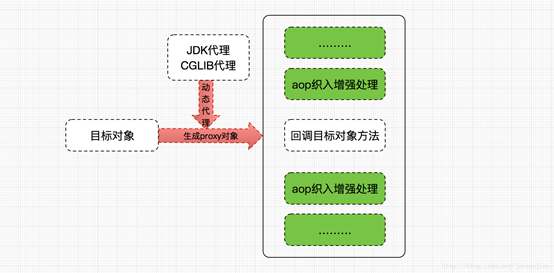 JDK代理
CGLIB代理
动态代理
目标对象
生成proxy对象
………
aop织入增强处理
回调目标对象方法
aop织入增强处理
………